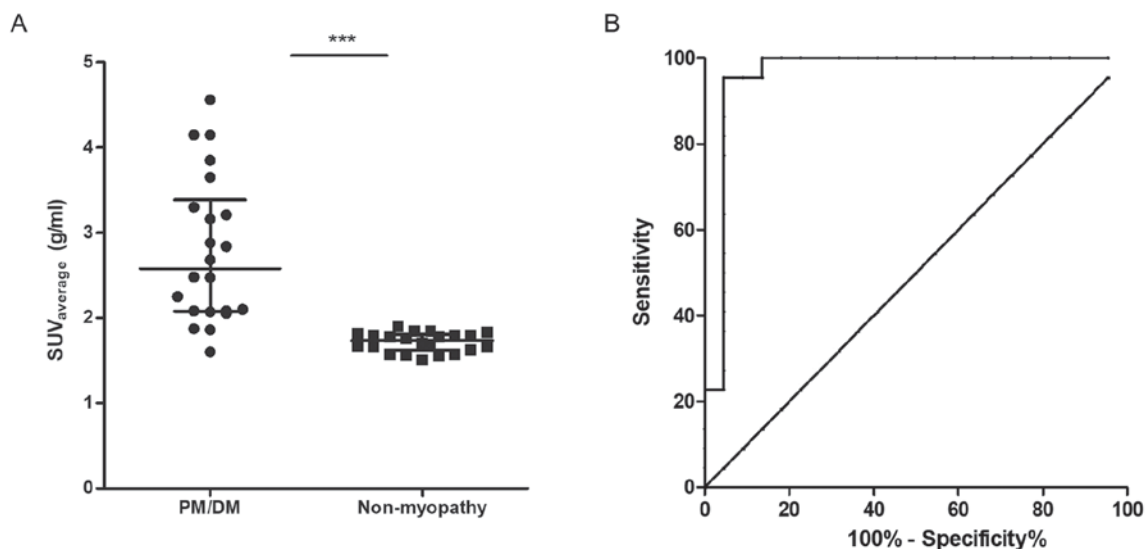 A
***
5
4
3
2
1
0
SUVaverage (g/ml)
PM/DM
Non-myopathy
B
100
80
60
40
20
0
Sensitivity
0 20 40 60 80 100
100% - Specificity%